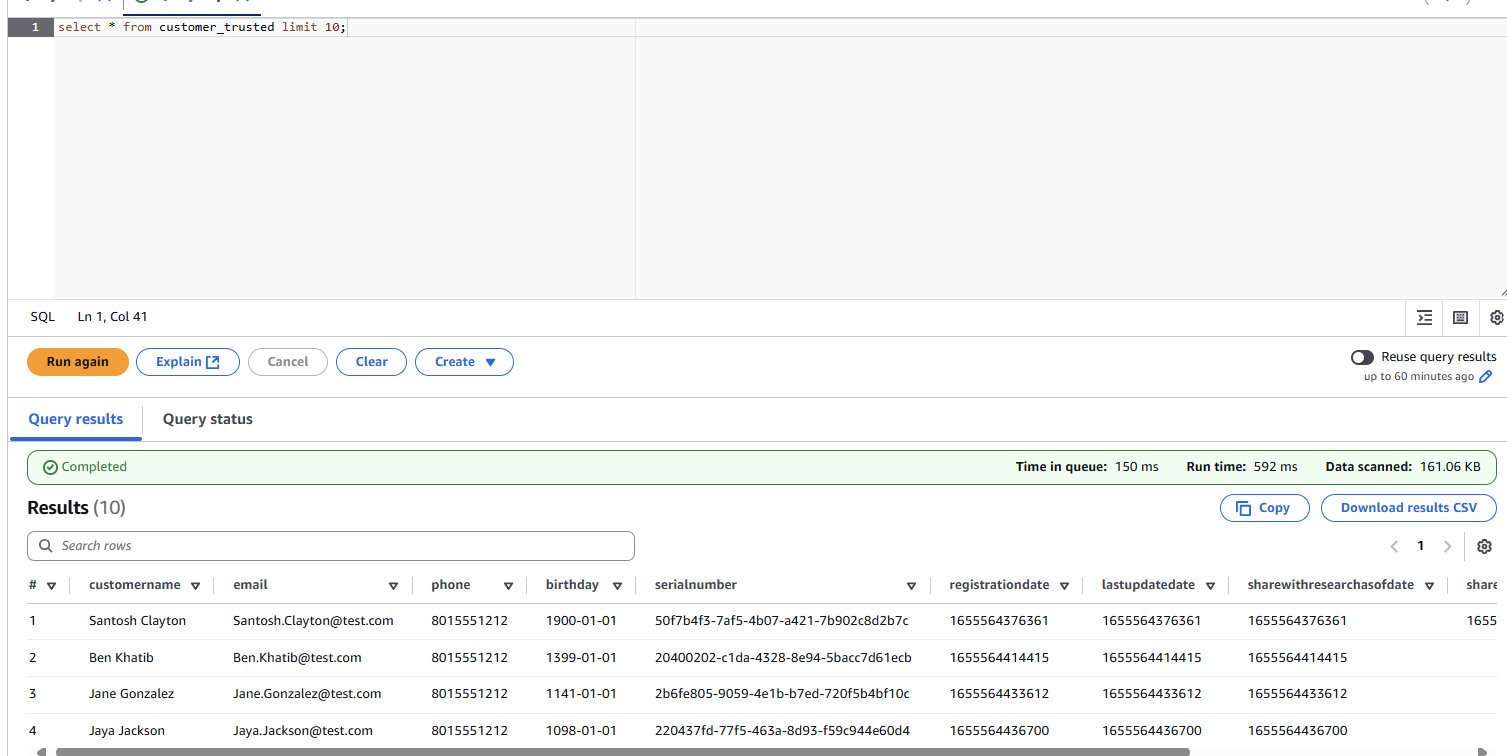 1 select * from customer_trusted limit 10;
SQL Ln 1, Col 41
Run again Explain Cancel Clear Create Reuse query results
up to 60 minutes ago
Query results Query status
Completed Time in queue: 150 ms Run time: 592 ms Data scanned: 161.06 KB
Results (10) Copy Download results CSV
Search rows 1
# customername email phone birthday serialnumber registrationdate lastupdatedate sharewithresearchasofdate share
1 Santosh Clayton Santosh.Clayton@test.com 8015551212 1900-01-01 50f7b4f3-7af5-4b07-a421-7b902c8d2b7c 1655564376361 1655564376361 1655564376361 1655
2 Ben Khatib Ben.Khatib@test.com 8015551212 1399-01-01 20400202-c1da-4328-8e94-5bacc7d61ecb 1655564414415 1655564414415 1655564414415
3 Jane Gonzalez Jane.Gonzalez@test.com 8015551212 1141-01-01 2b6fe805-9059-4e1b-b7ed-720f5b4bf10c 1655564433612 1655564433612 1655564433612
4 Jaya Jackson Jaya.Jackson@test.com 8015551212 1098-01-01 220437fd-77f5-463a-8d93-f59c944e60d4 1655564436700 1655564436700 1655564436700